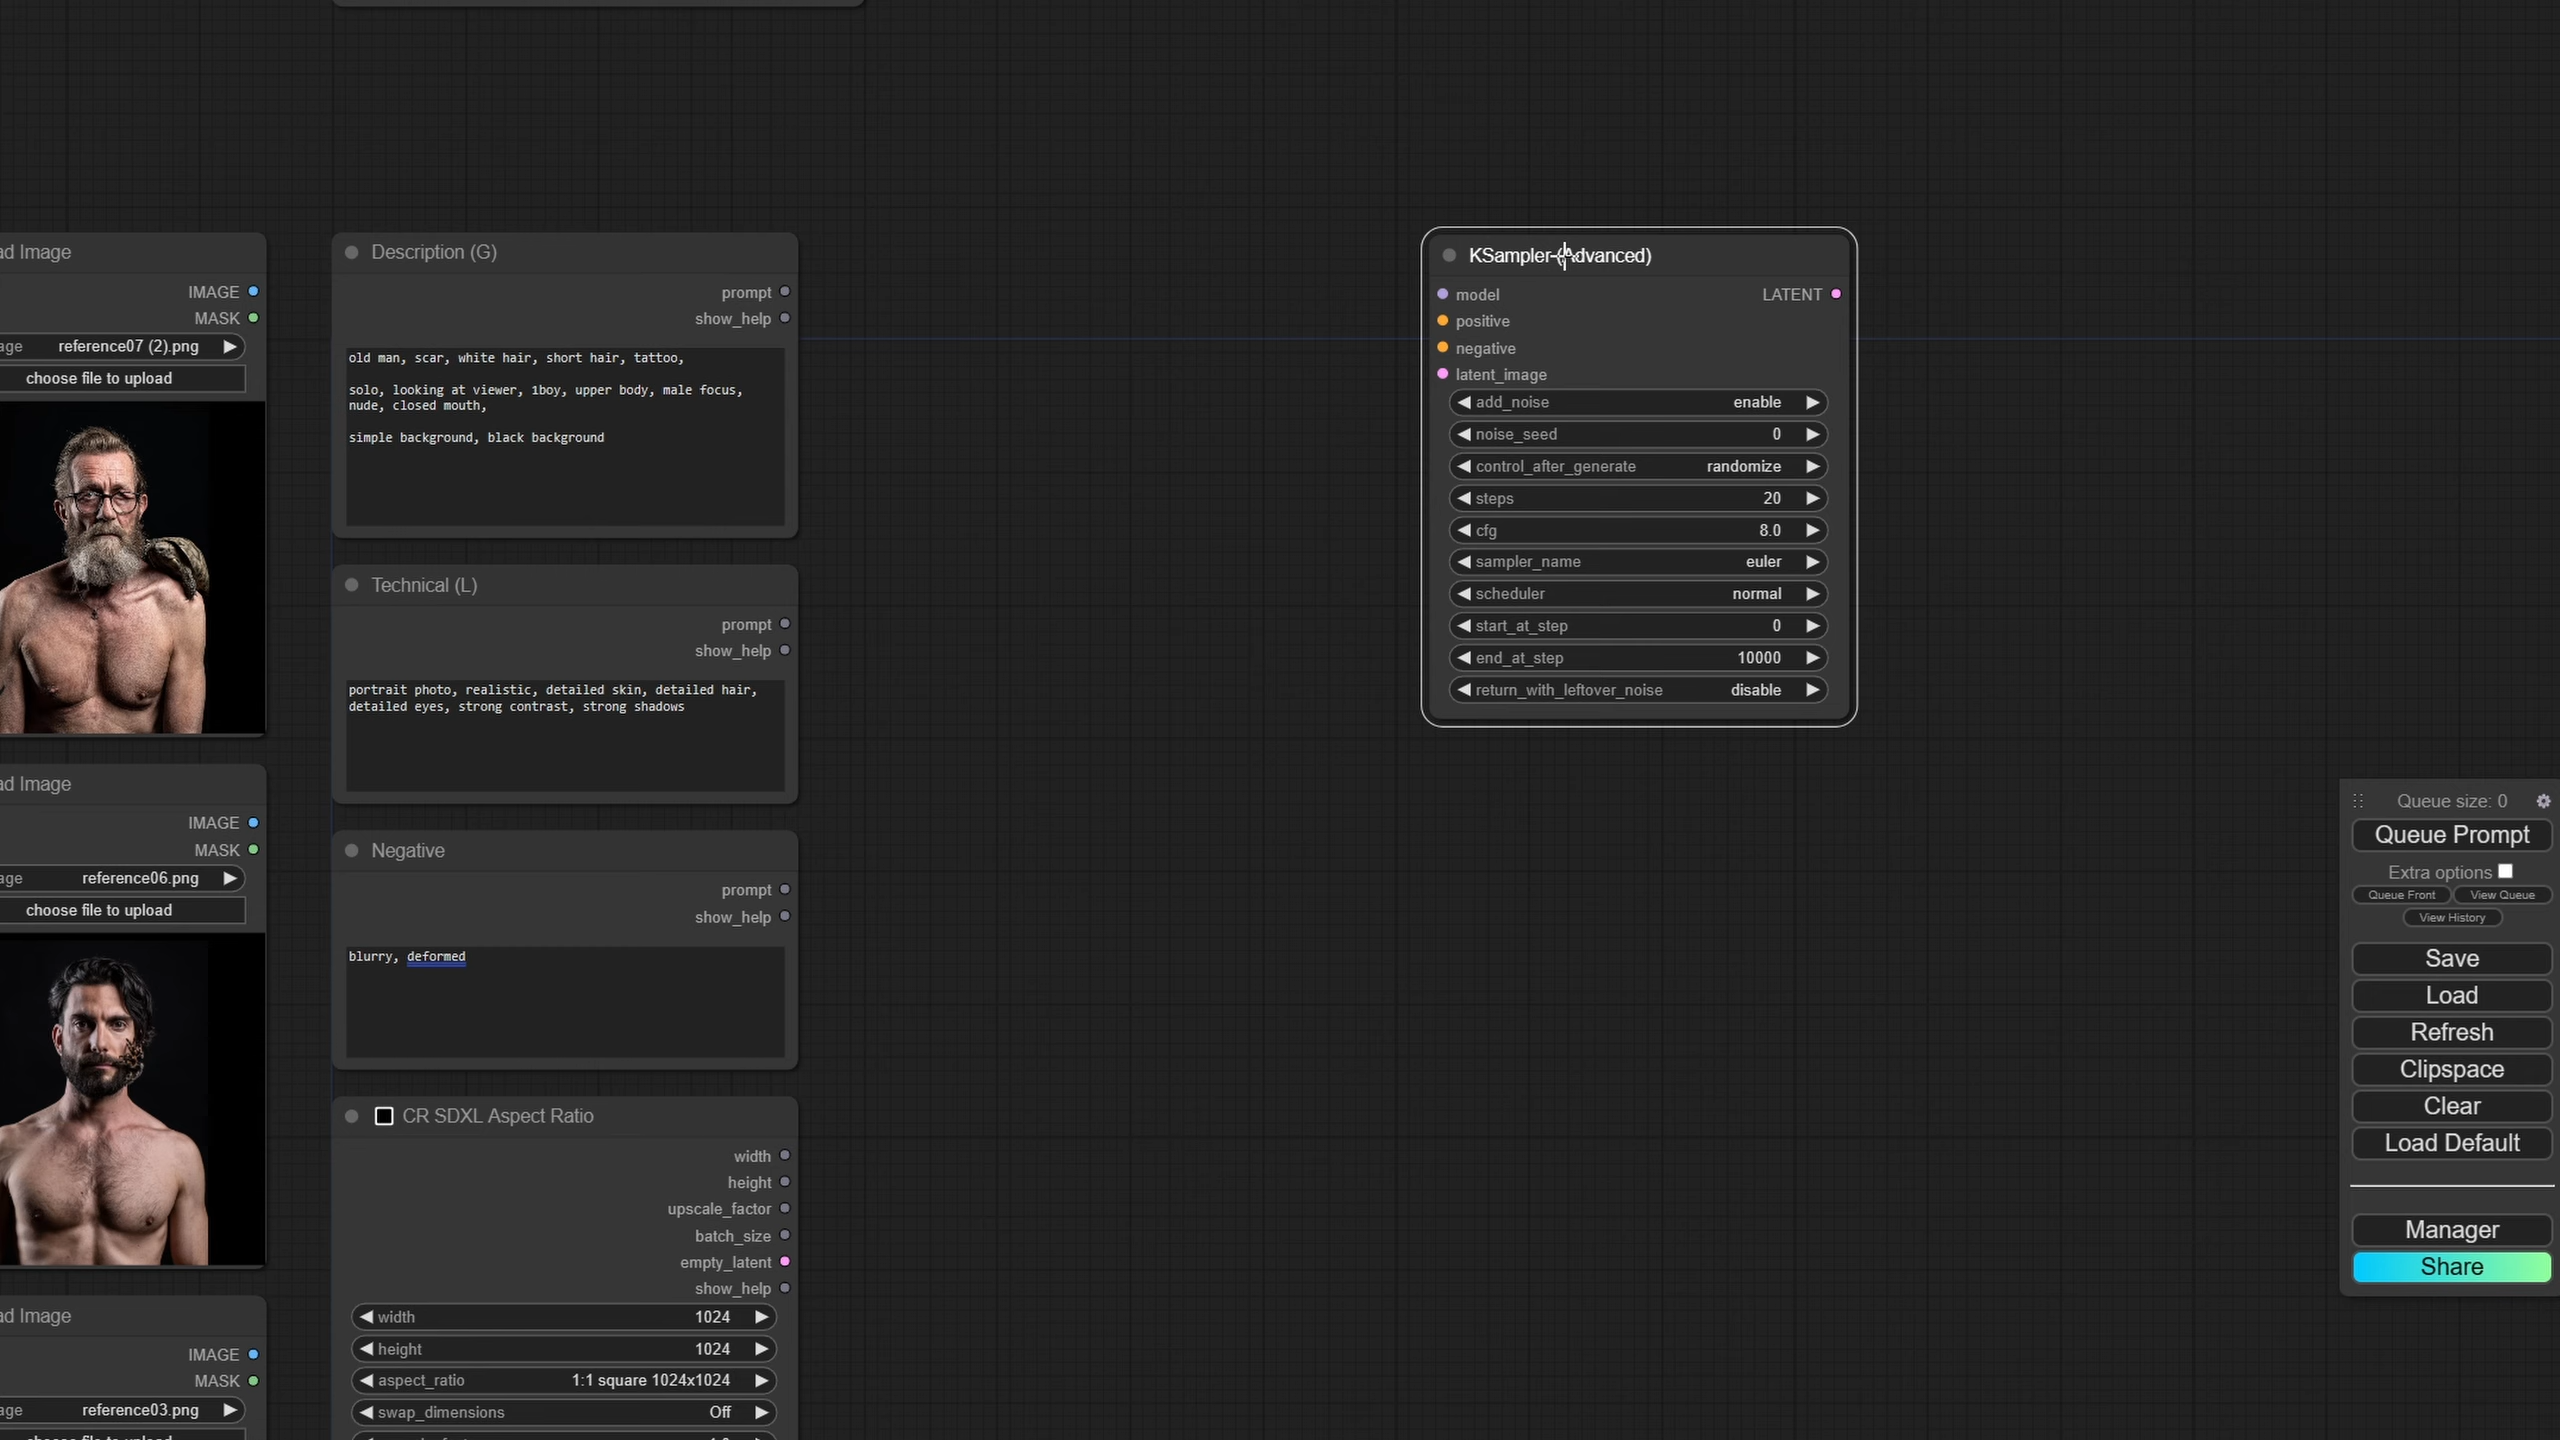 ad Image
IMAGE
MASK
age reference07 (2).png
choose file to upload
ad Image
IMAGE
MASK
age reference06.png
choose file to upload
ad Image
IMAGE
MASK
age reference03.png
choose file to upload
Description (G)
prompt
show_help
old man, scar, white hair, short hair, tattoo,
solo, looking at viewer, 1boy, upper body, male focus,
nude, closed mouth,
simple background, black background
Technical (L)
prompt
show_help
portrait photo, realistic, detailed skin, detailed hair,
detailed eyes, strong contrast, strong shadows
Negative
prompt
show_help
blurry, deformed
CR SDXL Aspect Ratio
width
height
upscale_factor
batch_size
empty_latent
show_help
width 1024
height 1024
aspect_ratio 1:1 square 1024x1024
swap_dimensions Off
KSampler (Advanced)
model LATENT
positive
negative
latent_image
add_noise enable
noise_seed 0
control_after_generate randomize
steps 20
cfg 8.0
sampler_name euler
scheduler normal
start_at_step 0
end_at_step 10000
return_with_leftover_noise disable
Queue size: 0
Queue Prompt
Extra options
Queue Front View Queue
View History
Save
Load
Refresh
Clipspace
Clear
Load Default
Manager
Share